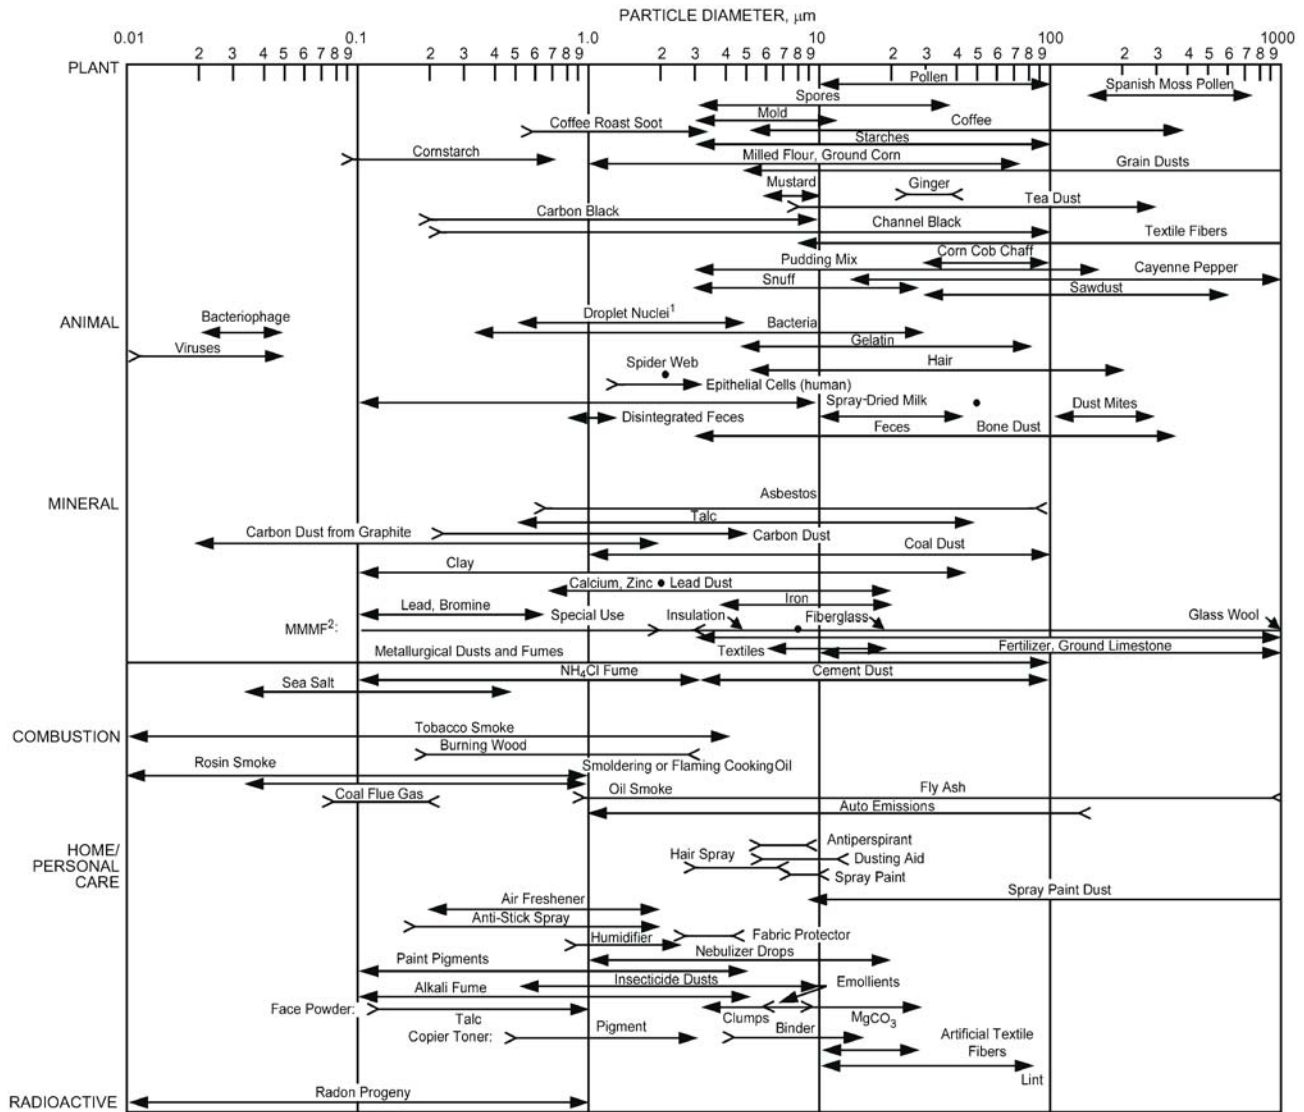 PARTICLE DIAMETER, µm
0.01 0.1 1.0 10 100 1000
2 3 4 5 6 7 8 9 2 3 4 5 6 7 8 9 2 3 4 5 6 7 8 9 2 3 4 5 6 7 8 9 2 3 4 5 6 7 8 9
PLANT
Pollen
Spanish Moss Pollen
Spores
Mold
Coffee Roast Soot
Coffee
Starches
Cornstarch
Milled Flour, Ground Corn
Grain Dusts
Mustard
Ginger
Tea Dust
Carbon Black
Channel Black
Textile Fibers
Corn Cob Chaff
Pudding Mix
Cayenne Pepper
Snuff
Sawdust
ANIMAL
Bacteriophage
Droplet Nuclei1
Bacteria
Viruses
Gelatin
Spider Web
Hair
Epithelial Cells (human)
Spray-Dried Milk
Dust Mites
Disintegrated Feces
Feces
Bone Dust
MINERAL
Asbestos
Talc
Carbon Dust from Graphite
Carbon Dust
Coal Dust
Clay
Calcium, Zinc • Lead Dust
Iron
Lead, Bromine
Special Use
Insulation
Fiberglass
Glass Wool
MMMF2:
Metallurgical Dusts and Fumes
Textiles
Fertilizer, Ground Limestone
NH4Cl Fume
Cement Dust
Sea Salt
COMBUSTION
Tobacco Smoke
Burning Wood
Rosin Smoke
Smoldering or Flaming Cooking Oil
Coal Flue Gas
Oil Smoke
Fly Ash
Auto Emissions
HOME/
PERSONAL
CARE
Antiperspirant
Hair Spray
Dusting Aid
Spray Paint
Spray Paint Dust
Air Freshener
Anti-Stick Spray
Humidifier
Fabric Protector
Nebulizer Drops
Paint Pigments
Insecticide Dusts
Emollients
Alkali Fume
Face Powder:
Talc
Clumps
MgCO3
Copier Toner:
Pigment
Binder
Artificial Textile
Fibers
Lint
Radon Progeny
RADIOACTIVE